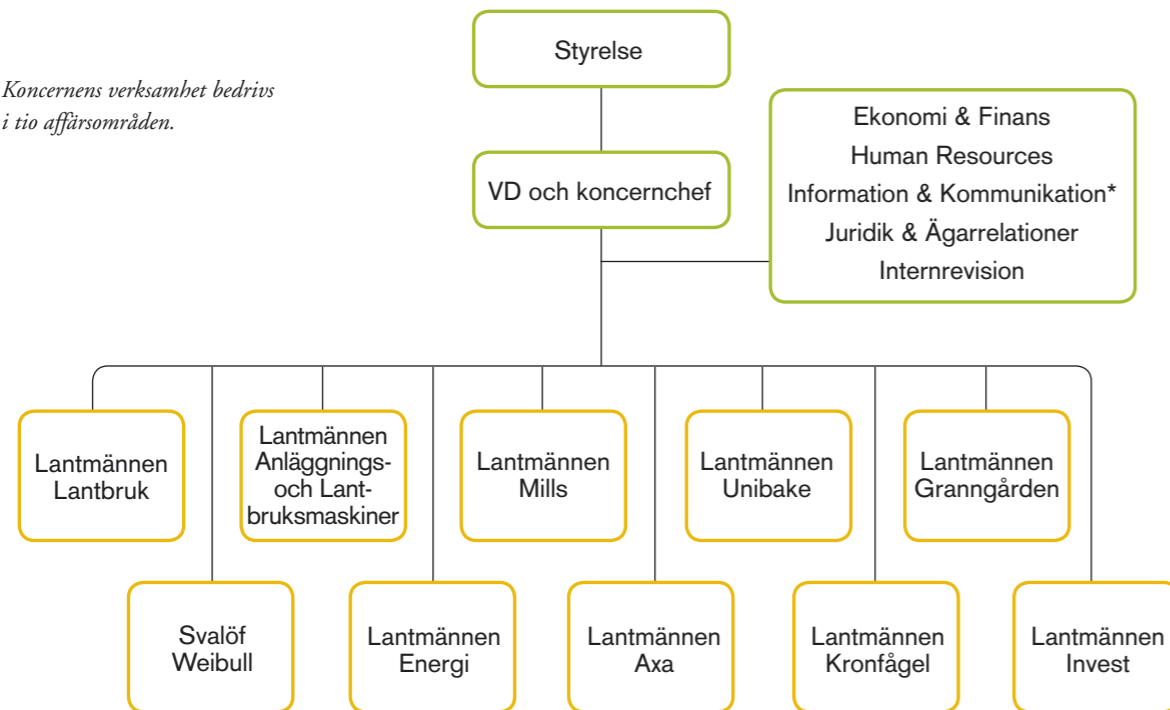 Styrelse
Koncernens verksamhet bedrivs
i tio affärsområden.
Ekonomi & Finans
Human Resources
Information & Kommunikation*
Juridik & Ägarrelationer
Internrevision
VD och koncernchef
Lantmännen
Lantbruk
Lantmännen
Anläggnings-
och Lant-
bruksmaskiner
Lantmännen
Mills
Lantmännen
Unibake
Lantmännen
Granngården
Svalöf
Weibull
Lantmännen
Energi
Lantmännen
Axa
Lantmännen
Kronfågel
Lantmännen
Invest